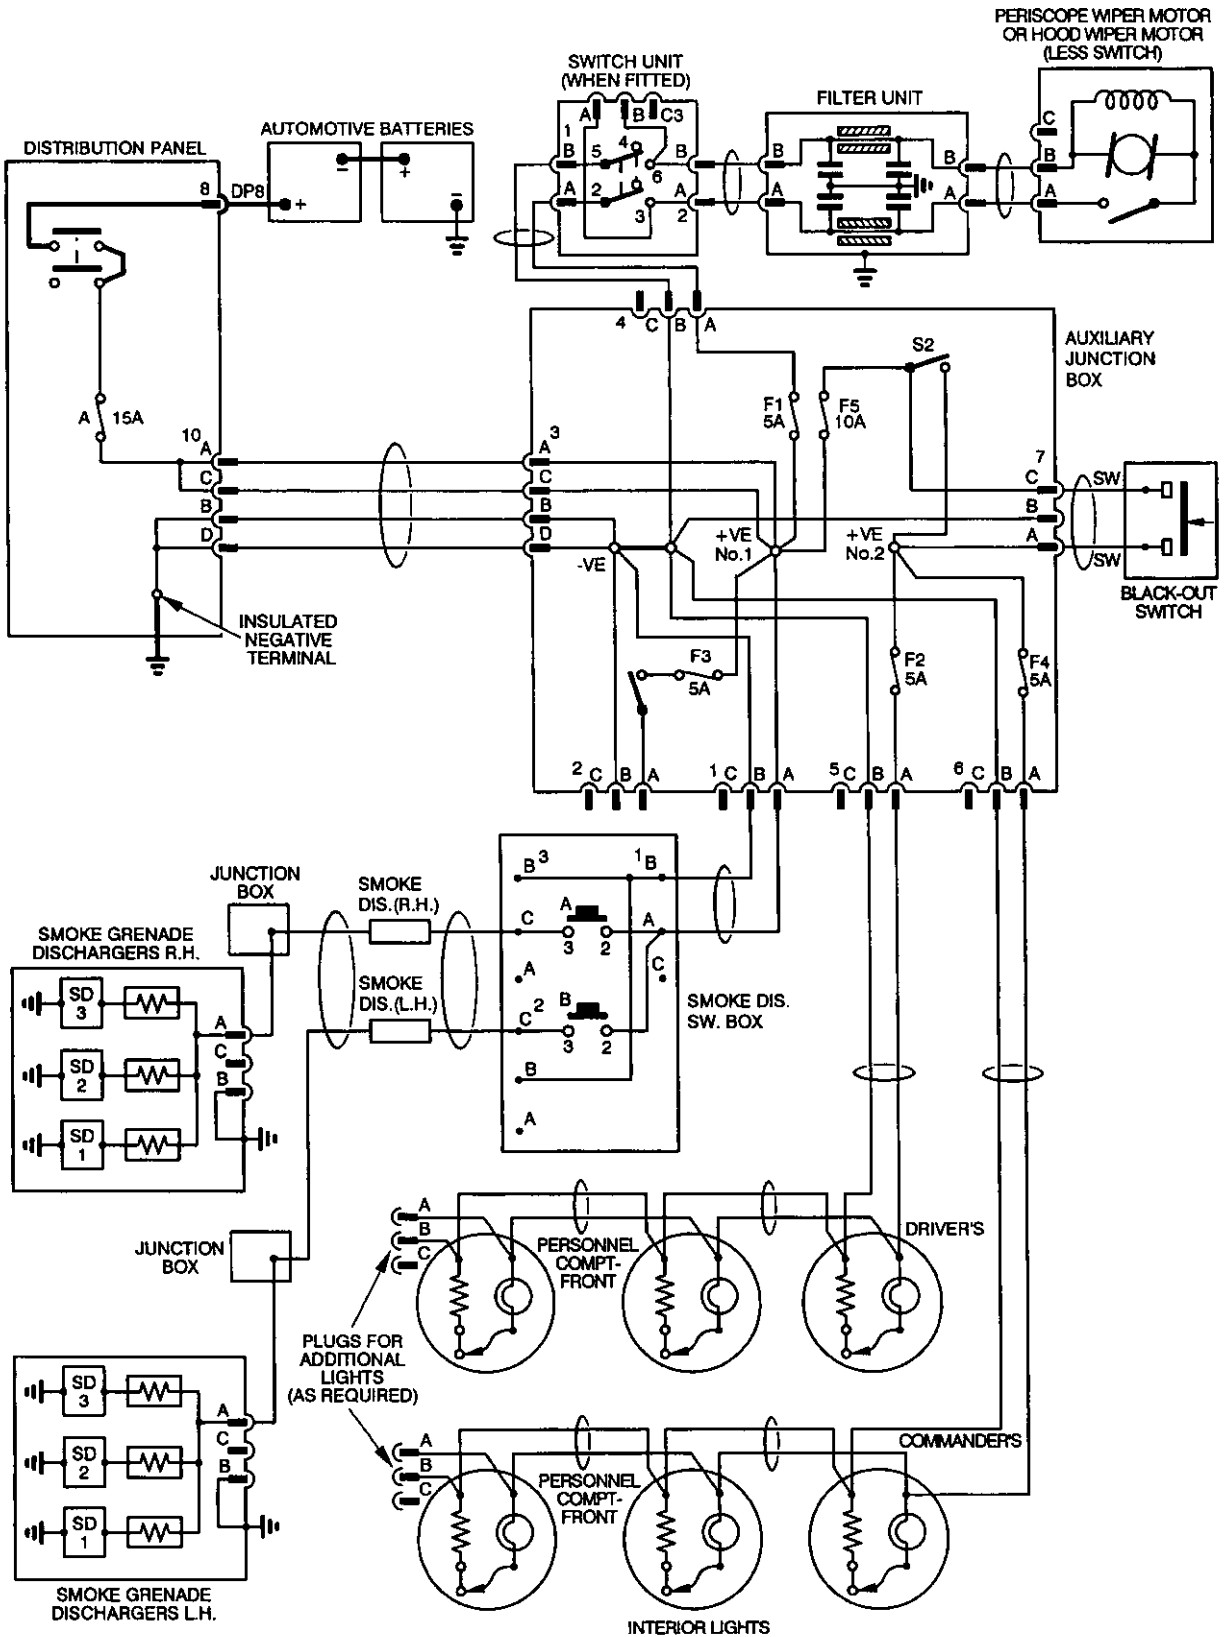 PERISCOPE WIPER MOTOR
OR HOOD WIPER MOTOR
(LESS SWITCH)
SWITCH UNIT
(WHEN FITTED)
FILTER UNIT
AUTOMOTIVE BATTERIES
DISTRIBUTION PANEL
A B C3
1
B 5 4 6 B
A 2 3 A
2
B B
A A
C
B
A
8 DP8 + - + -
4 C B A
AUXILIARY
JUNCTION
BOX
S2
F1
5A
F5
10A
A 15A
10
A
C
B
D
3
A
C
B
D
-VE
+VE
No.1
+VE
No.2
7
C SW
B
A SW
BLACK-OUT
SWITCH
INSULATED
NEGATIVE
TERMINAL
F3
5A
F2
5A
F4
5A
2 C B A 1 C B A 5 C B A 6 C B A
JUNCTION
BOX
SMOKE
DIS.(R.H.)
B 3 1 B
C A 3 2 A
A C
SMOKE
DIS.(L.H.)
C 2 B 3 2
B
A
SMOKE DIS.
SW. BOX
SMOKE GRENADE
DISCHARGERS R.H.
SD
3
SD
2
SD
1
A
C
B
JUNCTION
BOX
A
B
C
PERSONNEL
COMPT-
FRONT
DRIVER'S
PLUGS FOR
ADDITIONAL
LIGHTS
(AS REQUIRED)
SD
3
SD
2
SD
1
A
C
B
A
B
C
PERSONNEL
COMPT-
FRONT
COMMANDER'S
SMOKE GRENADE
DISCHARGERS L.H.
INTERIOR LIGHTS